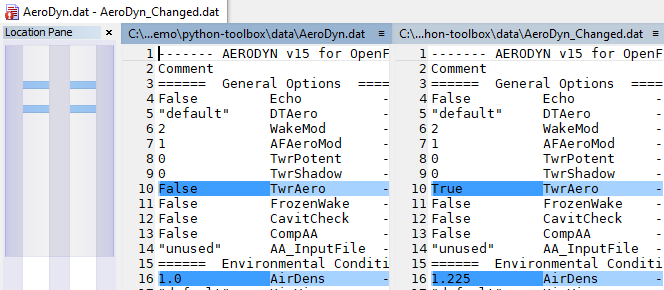 AeroDyn.dat - AeroDyn_Changed.dat
Location Pane
C:\...emo\python-toolbox\data\AeroDyn.dat
1 ------- AERODYN v15 for OpenF
2 Comment
3 ====== General Options ====
4 False Echo -
5 "default" DTAero -
6 2 WakeMod -
7 1 AFAeroMod -
8 0 TwrPotent -
9 0 TwrShadow -
10 False TwrAero -
11 False FrozenWake -
12 False CavitCheck -
13 False CompAA -
14 "unused" AA_InputFile -
15 ====== Environmental Conditi
16 1.0 AirDens -
C:\...hon-toolbox\data\AeroDyn_Changed.dat
1 ------- AERODYN v15 for OpenF
2 Comment
3 ====== General Options ====
4 False Echo -
5 "default" DTAero -
6 2 WakeMod -
7 1 AFAeroMod -
8 0 TwrPotent -
9 0 TwrShadow -
10 True TwrAero -
11 False FrozenWake -
12 False CavitCheck -
13 False CompAA -
14 "unused" AA_InputFile -
15 ====== Environmental Conditi
16 1.225 AirDens -